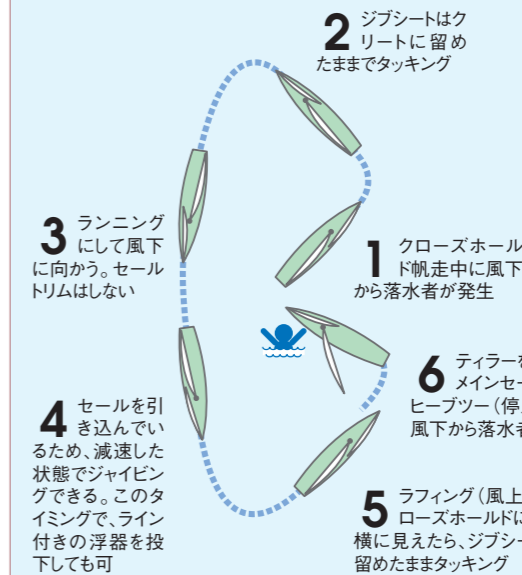 1 クローズホール
ド帆走中に風下
から落水者が発生
2 ジブシートはク
リートに留め
たままでタッキング
3 ランニング
にして風下
に向かう。セール
トリムはしない
4 セールを引
き込んでい
るため、減速した
状態でジャイビン
グできる。このタ
イミングで、ライン
付きの浮器を投
下しても可
5 ラフィング（風上
ローズホールドに
横に見えたら、ジブシー
留めたままタッキング
6 ティラーを
メインセー
ヒーブツー（停
風下から落水者